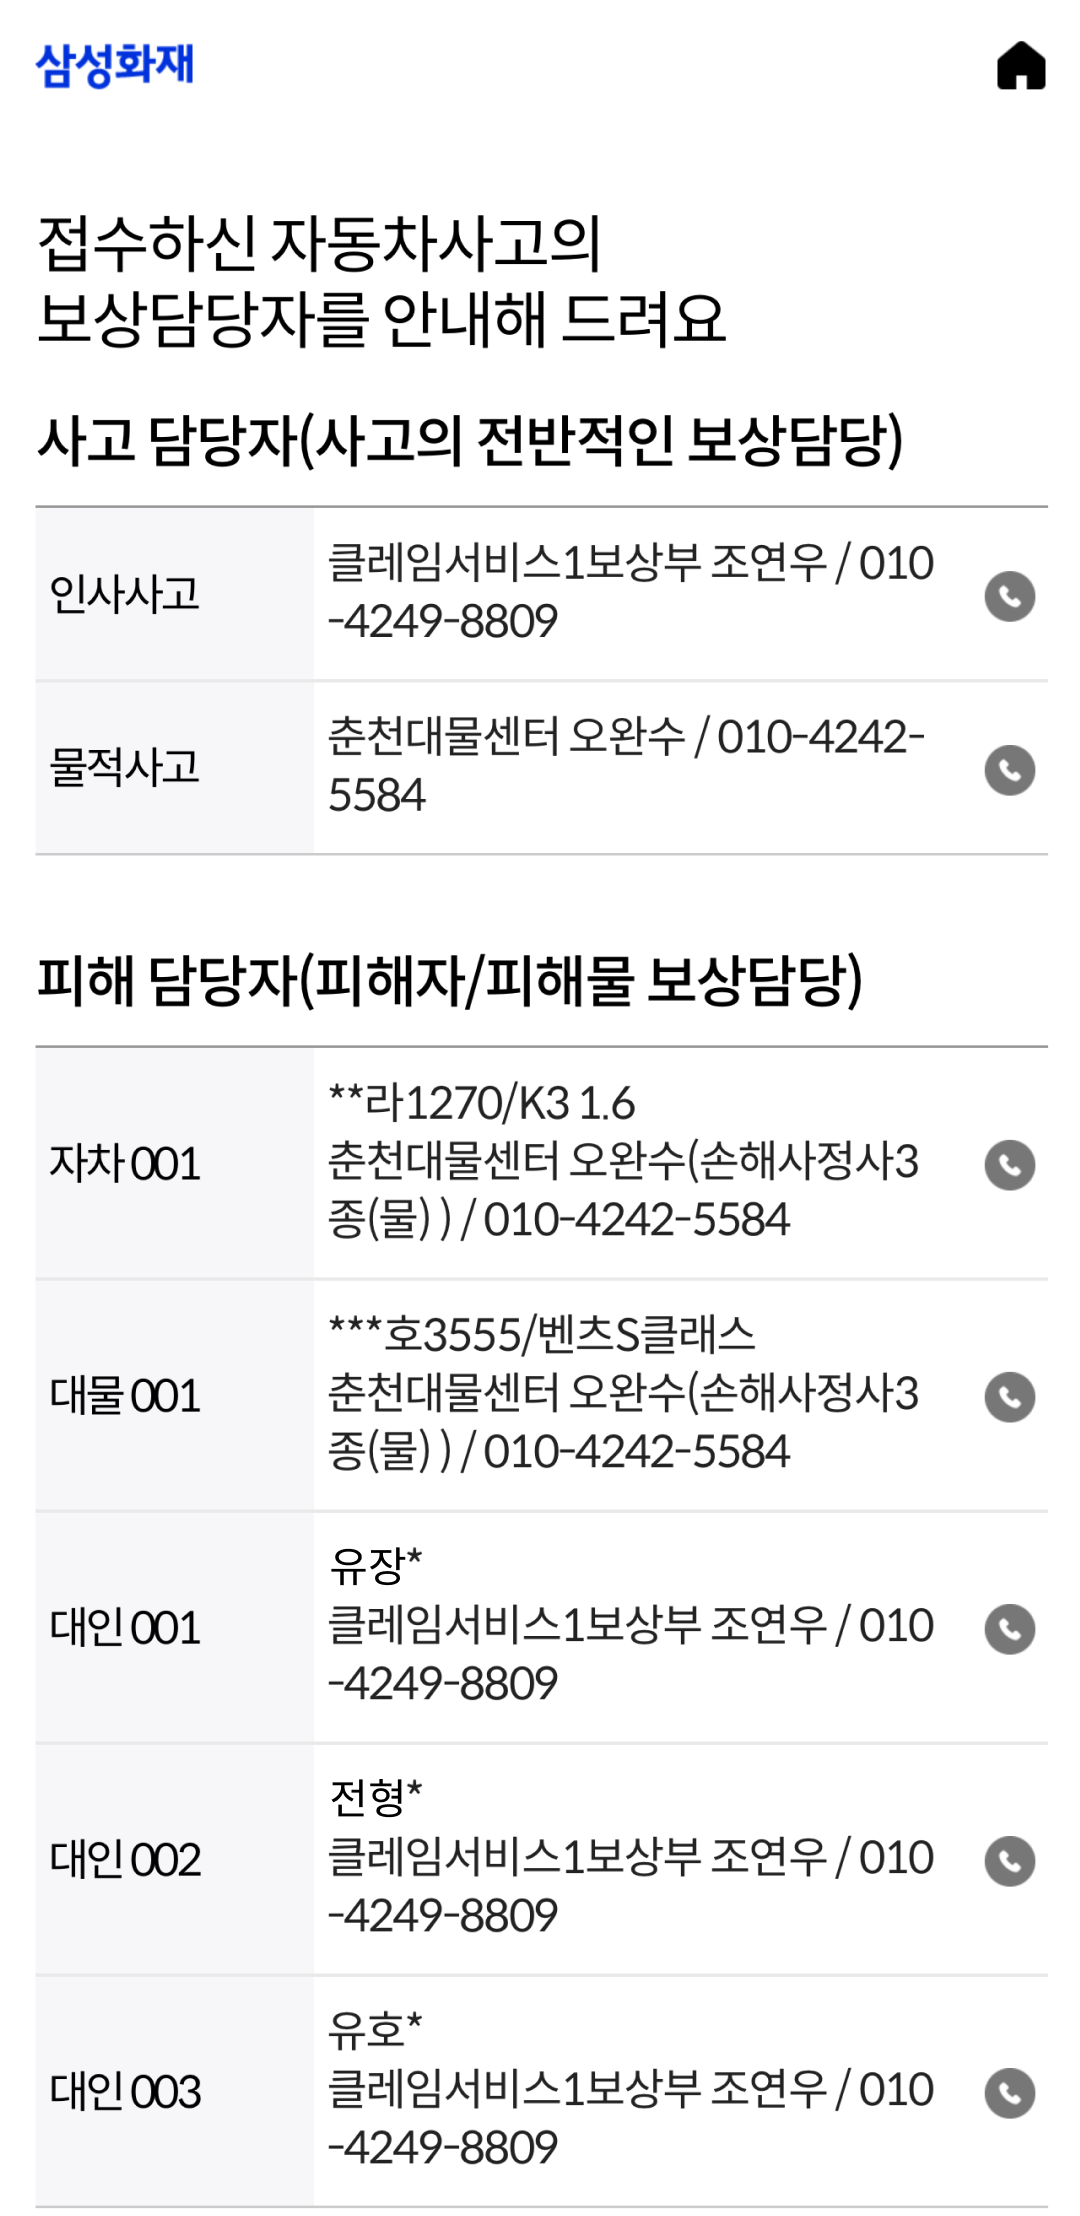 삼성화재
접수하신 자동차사고의
보상담당자를 안내해 드려요
사고 담당자(사고의 전반적인 보상담당)
인사사고
클레임서비스1보상부 조연우 / 010
-4249-8809
물적사고
춘천대물센터 오완수 / 010-4242-
5584
피해 담당자(피해자/피해물 보상담당)
자차 001
**라1270/K3 1.6
춘천대물센터 오완수(손해사정사3
종(물) ) / 010-4242-5584
대물 001
***호3555/벤츠S클래스
춘천대물센터 오완수(손해사정사3
종(물) ) / 010-4242-5584
대인 001
유장*
클레임서비스1보상부 조연우 / 010
-4249-8809
대인 002
전형*
클레임서비스1보상부 조연우 / 010
-4249-8809
대인 003
유호*
클레임서비스1보상부 조연우 / 010
-4249-8809